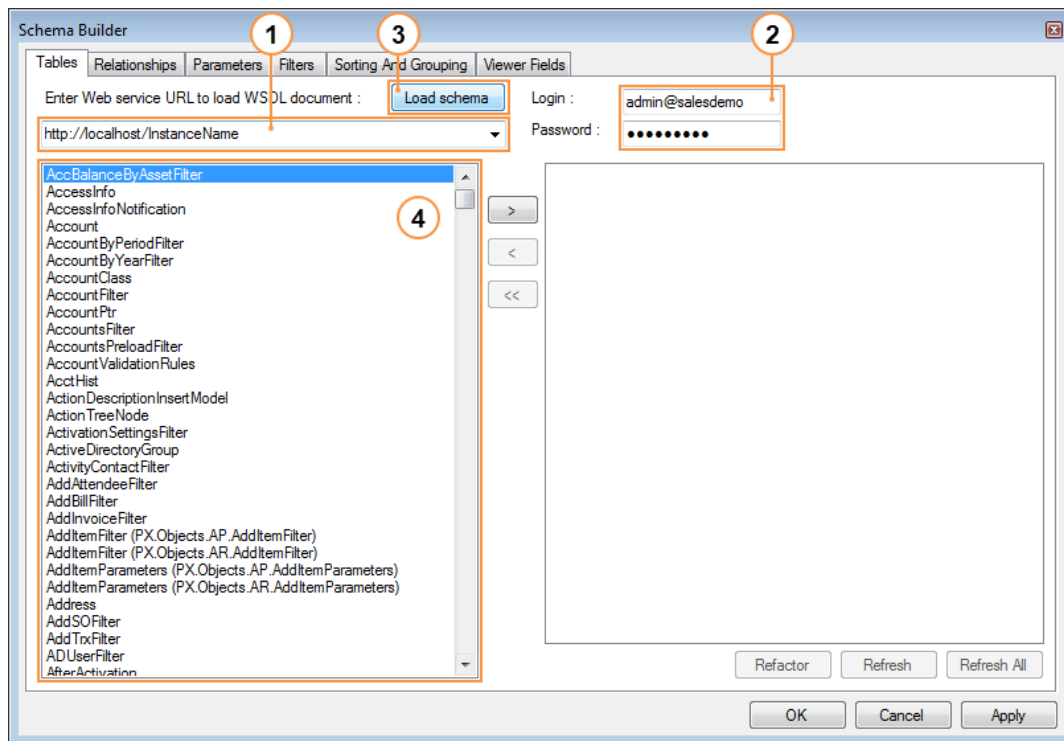 Schema Builder
1
3
2
Tables
Relationships
Parameters
Filters
Sorting And Grouping
Viewer Fields
Enter Web service URL to load WSDL document :
Load schema
Login :
admin@salesdemo
http://localhost/InstanceName
Password :
●●●●●●●●●
AccBalanceByAssetFilter
AccessInfo
AccessInfoNotification
Account
AccountByPeriodFilter
AccountByYearFilter
AccountClass
AccountFilter
AccountPtr
AccountsFilter
AccountsPreloadFilter
AccountValidationRules
AcctHist
ActionDescriptionInsertModel
ActionTreeNode
ActivationSettingsFilter
ActiveDirectoryGroup
ActivityContactFilter
AddAttendeeFilter
AddBillFilter
AddInvoiceFilter
AddItemFilter (PX.Objects.AP.AddItemFilter)
AddItemFilter (PX.Objects.AR.AddItemFilter)
AddItemParameters (PX.Objects.AP.AddItemParameters)
AddItemParameters (PX.Objects.AR.AddItemParameters)
Address
AddSOFilter
AddTrxFilter
ADUserFilter
AfterActivation
4
>
<
<<
Refactor
Refresh
Refresh All
OK
Cancel
Apply